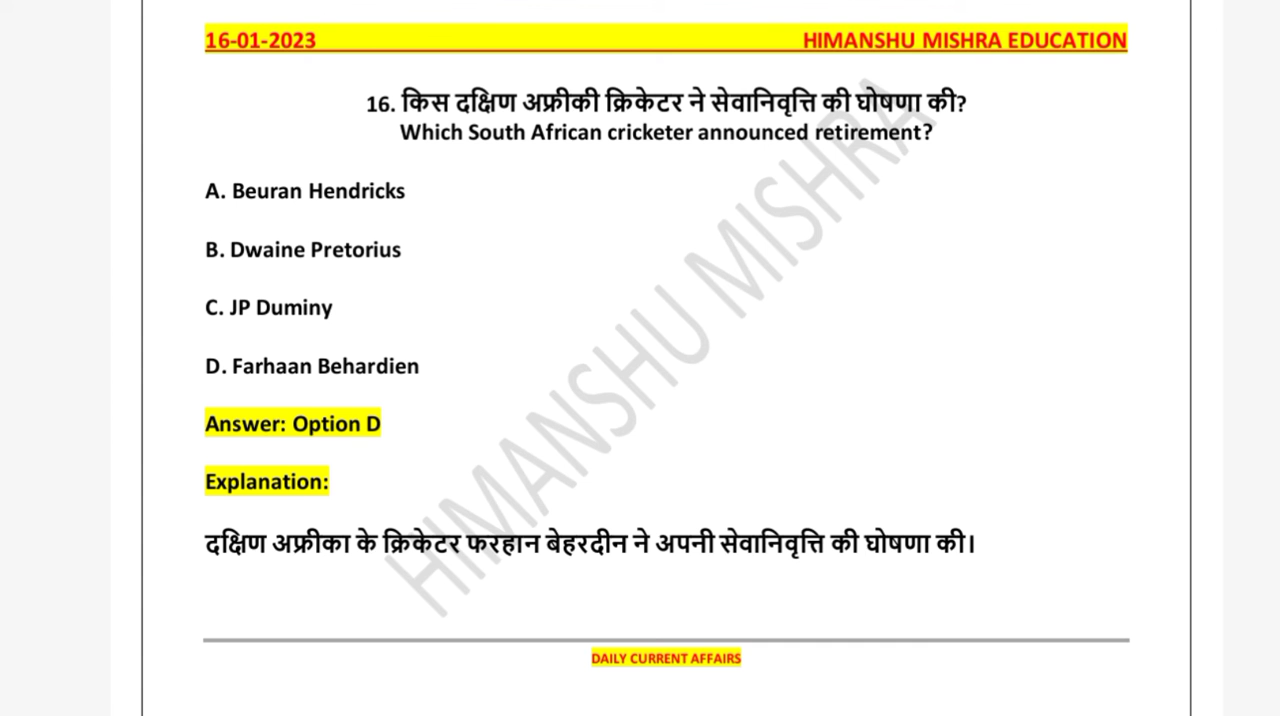 16-01-2023 HIMANSHU MISHRA EDUCATION
16. किस दक्षिण अफ्रीकी क्रिकेटर ने सेवानिवृत्ति की घोषणा की?
Which South African cricketer announced retirement?
A. Beuran Hendricks
B. Dwaine Pretorius
C. JP Duminy
D. Farhaan Behardien
Answer: Option D
Explanation:
दक्षिण अफ्रीका के क्रिकेटर फरहान बेहरदीन ने अपनी सेवानिवृत्ति की घोषणा की।
HIMANSHU MISHRA
DAILY CURRENT AFFAIRS